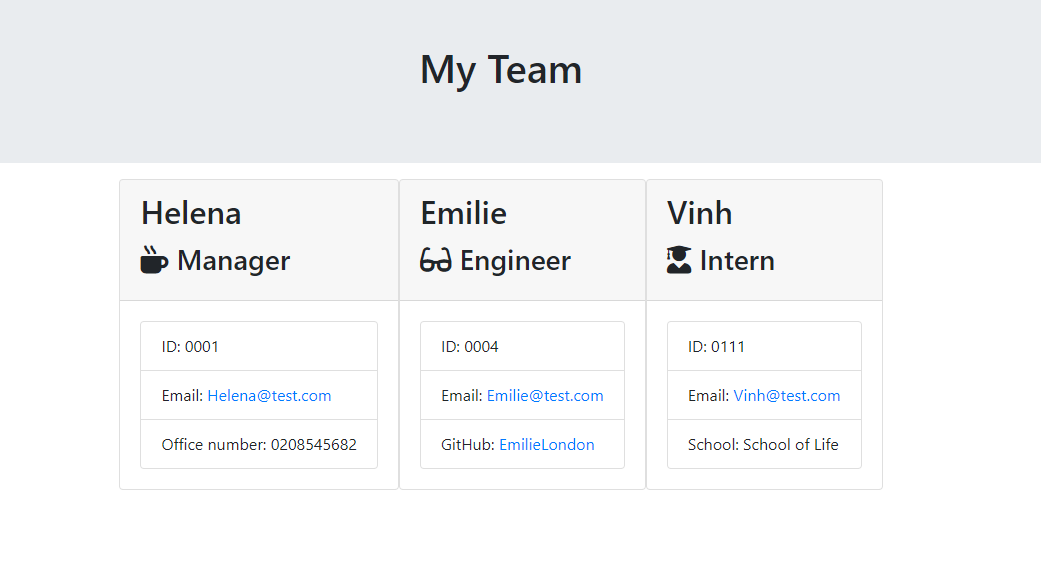 My Team
Helena
Manager
ID: 0001
Email: Helena@test.com
Office number: 0208545682
Emilie
Engineer
ID: 0004
Email: Emilie@test.com
GitHub: EmilieLondon
Vinh
Intern
ID: 0111
Email: Vinh@test.com
School: School of Life